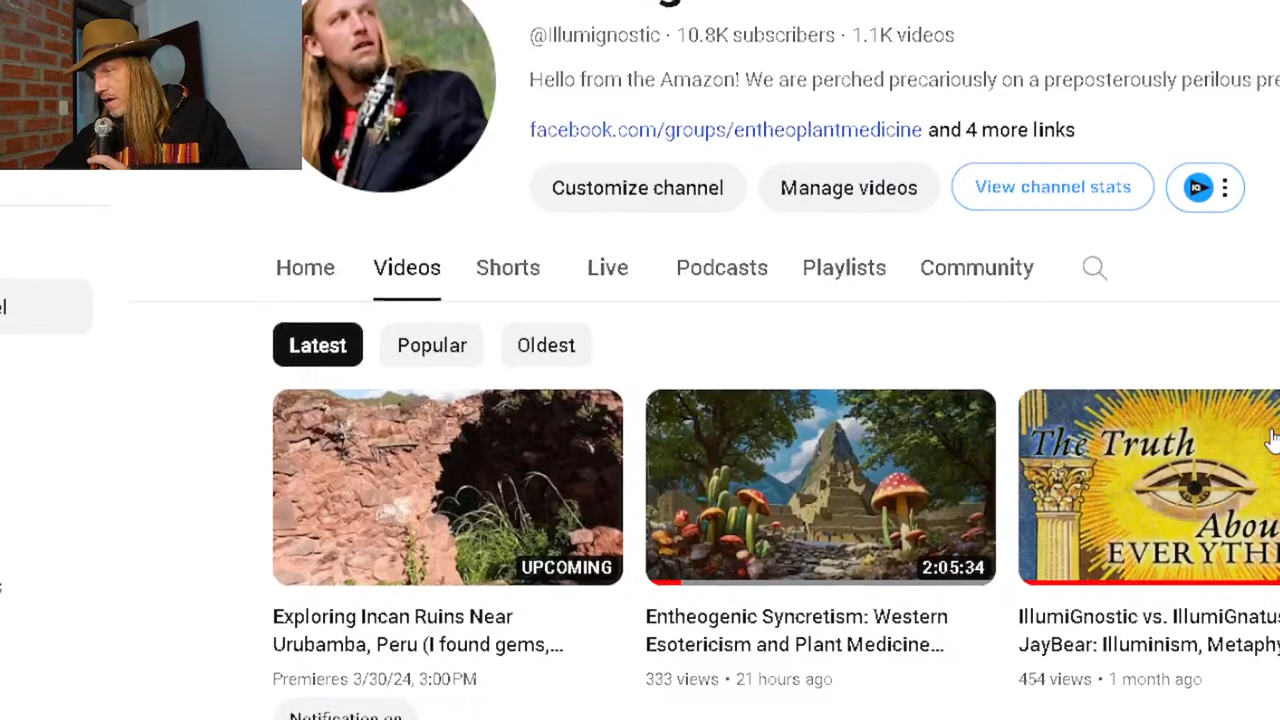 @Illumignostic · 10.8K subscribers · 1.1K videos
Hello from the Amazon! We are perched precariously on a preposterously perilous pre
facebook.com/groups/entheoplantmedicine and 4 more links
Customize channel
Manage videos
View channel stats
IQ
Home
Videos
Shorts
Live
Podcasts
Playlists
Community
Latest
Popular
Oldest
UPCOMING
Exploring Incan Ruins Near
Urubamba, Peru (I found gems,...
Premieres 3/30/24, 3:00 PM
2:05:34
Entheogenic Syncretism: Western
Esotericism and Plant Medicine...
333 views • 21 hours ago
The Truth
Abou
EVERYTHI
IllumiGnostic vs. IllumiGnatus
JayBear: Illuminism, Metaphy
454 views • 1 month ago